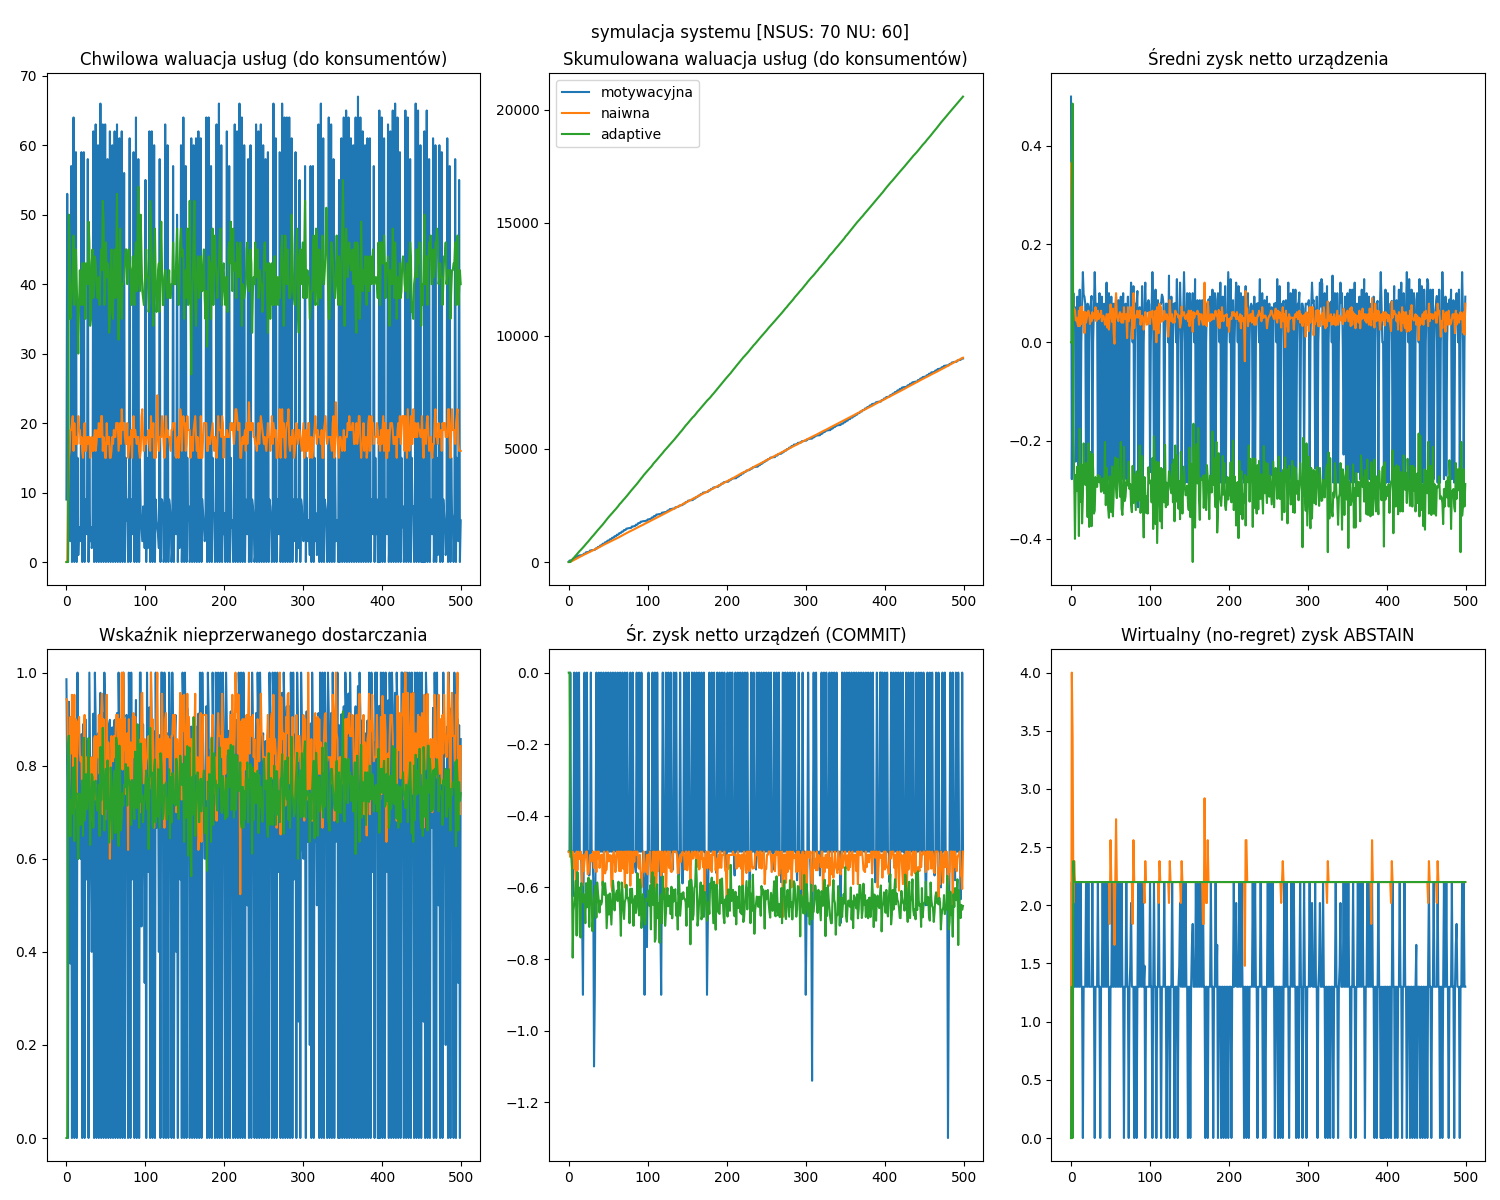 symulacja systemu [NSUS: 70 NU: 60]
Chwilowa waluacja usług (do konsumentów)
70
60
50
40
30
20
10
0
0 100 200 300 400 500
Skumulowana waluacja usług (do konsumentów)
motywacyjna
naiwna
adaptive
20000
15000
10000
5000
0
0 100 200 300 400 500
Średni zysk netto urządzenia
0.4
0.2
0.0
−0.2
−0.4
0 100 200 300 400 500
Wskaźnik nieprzerwanego dostarczania
1.0
0.8
0.6
0.4
0.2
0.0
0 100 200 300 400 500
Śr. zysk netto urządzeń (COMMIT)
0.0
−0.2
−0.4
−0.6
−0.8
−1.0
−1.2
0 100 200 300 400 500
Wirtualny (no-regret) zysk ABSTAIN
4.0
3.5
3.0
2.5
2.0
1.5
1.0
0.5
0.0
0 100 200 300 400 500